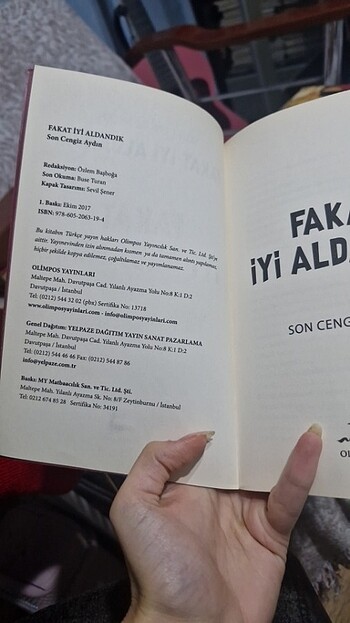 FAKAT İYİ ALDANDIK
Son Cengiz Aydın
Redaksiyon: Özlem Başboğa
Son Okuma: Buse Turan
Kapak Tasarımı: Sevil Şener
1. Baskı: Ekim 2017
ISBN: 978-605-2063-19-4
Bu kitabın Türkçe yayın hakları Olimpos Yayıncılık San. ve Tic. Ltd. Şti'ye
aittir. Yayınevinden izin alınmadan kısmen ya da tamamen alıntı yapılamaz,
hiçbir şekilde kopya edilemez, çoğaltılamaz ve yayımlanamaz.
OLİMPOS YAYINLARI
Maltepe Mah. Davutpaşa Cad. Yılanlı Ayazma Yolu No:8 K:1 D:2
Davutpaşa / İstanbul
Tel: (0212) 544 32 02 (pbx) Sertifika No: 13718
www.olimposyayinlari.com - info@olimposyayinlari.com
Genel Dağıtım: YELPAZE DAĞITIM YAYIN SANAT PAZARLAMA
Maltepe Mah. Davutpaşa Cad. Yılanlı Ayazma Yolu No:8 K:1 D:2
Davutpaşa / İstanbul
Tel: (0212) 544 46 46 Fax: (0212) 544 87 86
info@yelpaze.com.tr
Baskı: MY Matbaacılık San. ve Tic. Ltd. Şti.
Maltepe Mah. Yılanlı Ayazma Sk. No: 8/F Zeytinburnu / İstanbul
Tel: 0212 674 85 28 Sertifika No: 34191
FAKA
İYİ ALDA
SON CENGİZ
OL